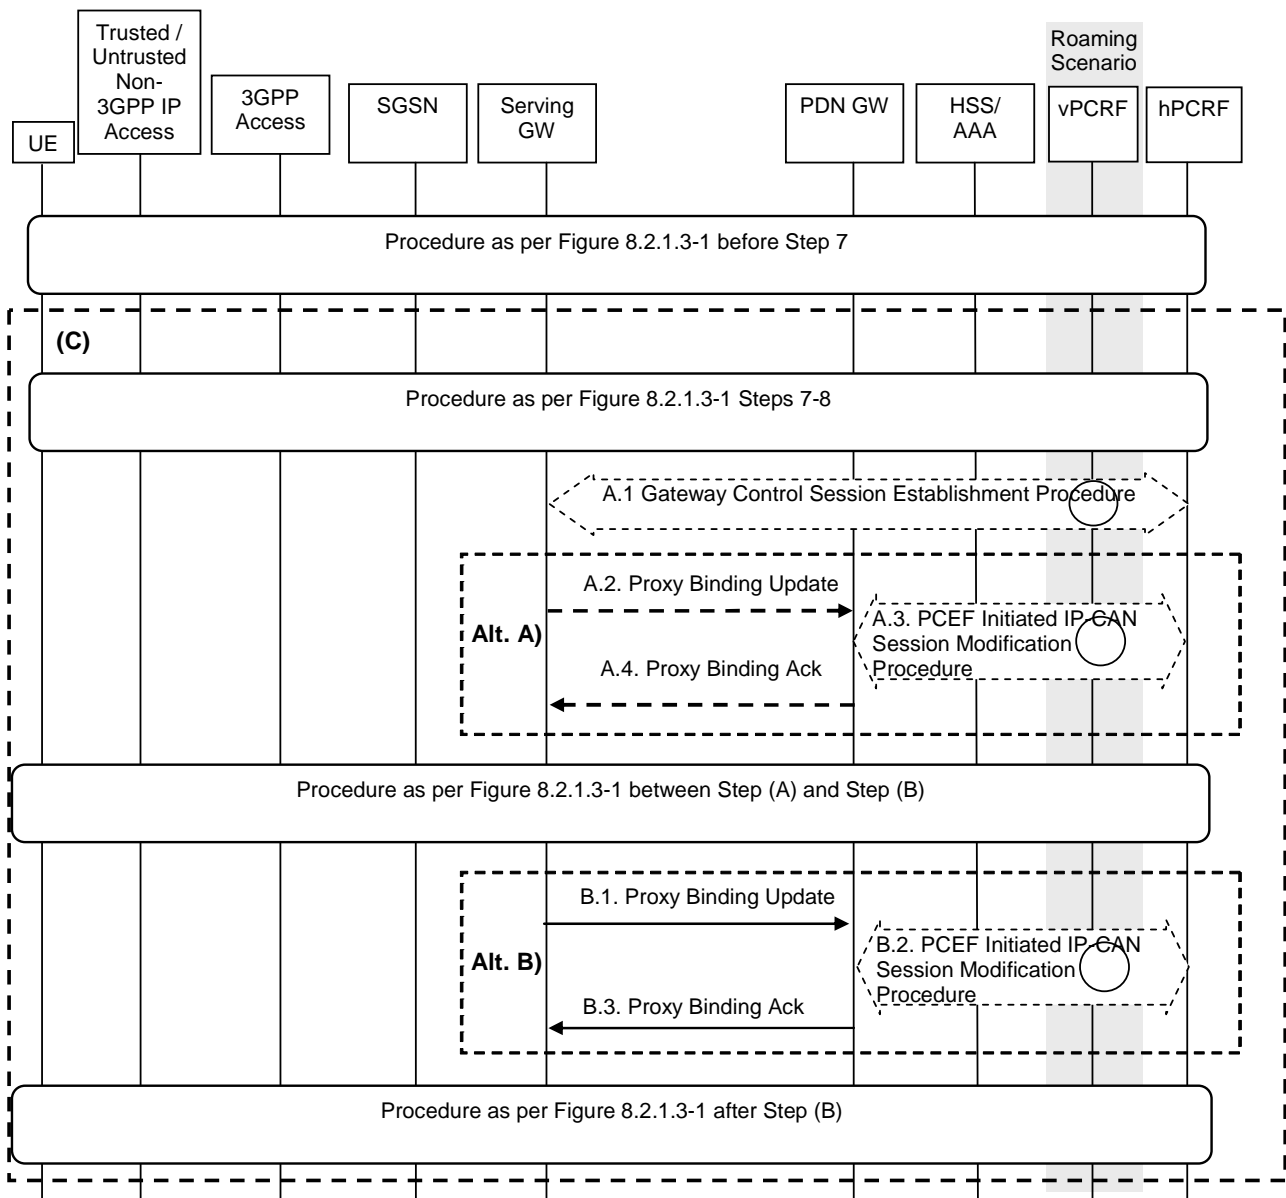 Trusted /
Untrusted
Non-
3GPP IP
Access
Roaming
Scenario
UE
3GPP
Access
SGSN
Serving
GW
PDN GW
HSS/
AAA
vPCRF
hPCRF
Procedure as per Figure 8.2.1.3-1 before Step 7
(C)
Procedure as per Figure 8.2.1.3-1 Steps 7-8
A.1 Gateway Control Session Establishment Procedure
A.2. Proxy Binding Update
Alt. A)
A.3. PCEF Initiated IP-CAN
Session Modification
Procedure
A.4. Proxy Binding Ack
Procedure as per Figure 8.2.1.3-1 between Step (A) and Step (B)
B.1. Proxy Binding Update
Alt. B)
B.2. PCEF Initiated IP-CAN
Session Modification
Procedure
B.3. Proxy Binding Ack
Procedure as per Figure 8.2.1.3-1 after Step (B)